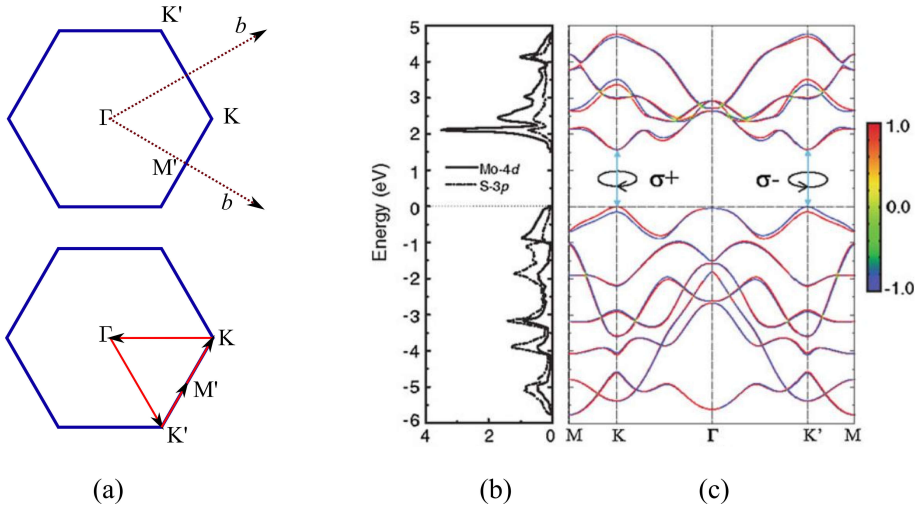 K'
b
Γ
K
M'
b
Γ
K
M'
K'
(a)
5
4
3
2
1
0
-1
-2
-3
-4
-5
-6
Energy (eV)
Mo-4d
S-3p
4
2
0
(b)
σ+
σ-
M
K
Γ
K'
M
(c)
1.0
0.0
-1.0